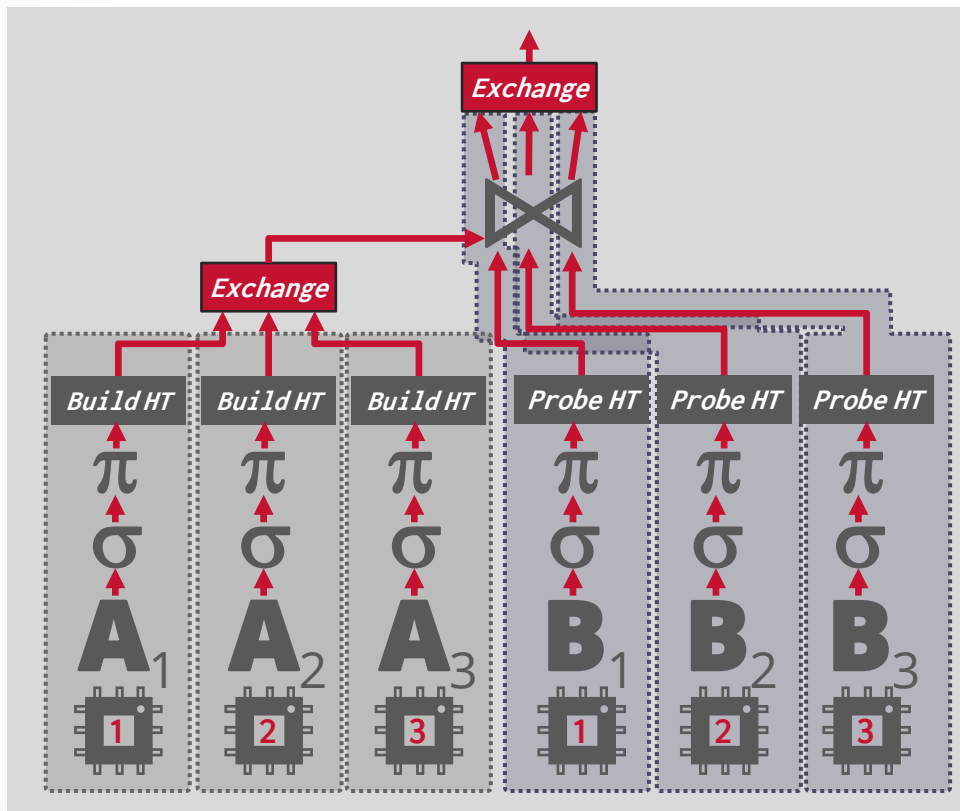 Exchange
Exchange
Build HT Build HT Build HT Probe HT Probe HT Probe HT
π π π π π π
σ σ σ σ σ σ
A1 A2 A3 B1 B2 B3
1 2 3 1 2 3